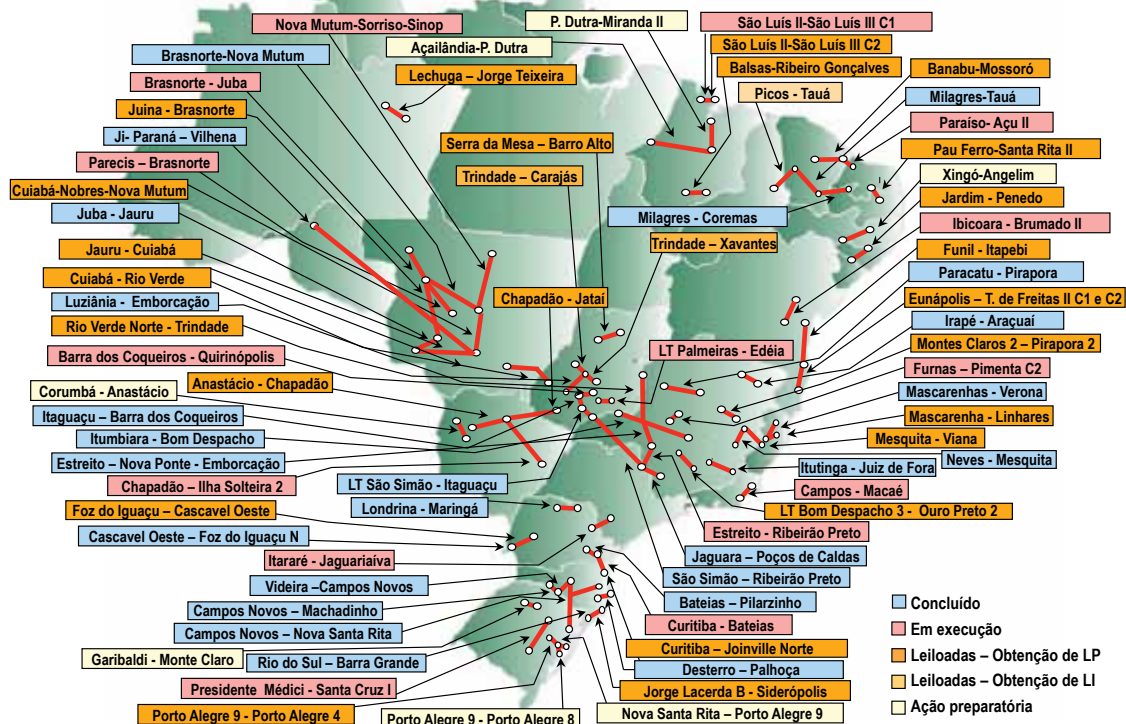 Nova Mutum-Sorriso-Sinop
P. Dutra-Miranda II
São Luís II-São Luís III C1
Brasnorte-Nova Mutum
Açailândia-P. Dutra
São Luís II-São Luís III C2
Brasnorte - Juba
Lechuga – Jorge Teixeira
Balsas-Ribeiro Gonçalves
Banabu-Mossoró
Juina - Brasnorte
Picos - Tauá
Milagres-Tauá
Ji- Paraná – Vilhena
Serra da Mesa – Barro Alto
Paraíso- Açu II
Parecis – Brasnorte
Pau Ferro-Santa Rita II
Cuiabá-Nobres-Nova Mutum
Trindade – Carajás
Xingó-Angelim
Juba - Jauru
Milagres - Coremas
Jardim - Penedo
Jauru - Cuiabá
Trindade – Xavantes
Ibicoara - Brumado II
Cuiabá - Rio Verde
Funil - Itapebi
Luziânia - Emborcação
Chapadão - Jataí
Paracatu - Pirapora
Rio Verde Norte - Trindade
Eunápolis – T. de Freitas II C1 e C2
Barra dos Coqueiros - Quirinópolis
LT Palmeiras - Edéia
Irapé - Araçuaí
Corumbá - Anastácio
Anastácio - Chapadão
Montes Claros 2 – Pirapora 2
Itaguaçu - Barra dos Coqueiros
Furnas – Pimenta C2
Itumbiara - Bom Despacho
Mascarenhas - Verona
Estreito – Nova Ponte - Emborcação
Mascarenha - Linhares
Chapadão – Ilha Solteira 2
Mesquita - Viana
LT São Simão - Itaguaçu
Neves - Mesquita
Foz do Iguaçu – Cascavel Oeste
Londrina - Maringá
Itutinga - Juiz de Fora
Cascavel Oeste – Foz do Iguaçu N
Campos - Macaé
Itararé - Jaguariaíva
LT Bom Despacho 3 - Ouro Preto 2
Videira –Campos Novos
Estreito - Ribeirão Preto
Campos Novos – Machadinho
Jaguara – Poços de Caldas
Campos Novos – Nova Santa Rita
São Simão – Ribeirão Preto
Garibaldi - Monte Claro
Rio do Sul – Barra Grande
Bateias – Pilarzinho
Presidente Médici - Santa Cruz I
Curitiba - Bateias
Porto Alegre 9 - Porto Alegre 4
Curitiba – Joinville Norte
Porto Alegre 9 - Porto Alegre 8
Desterro – Palhoça
Jorge Lacerda B - Siderópolis
Nova Santa Rita – Porto Alegre 9
Concluído
Em execução
Leiloadas – Obtenção de LP
Leiloadas – Obtenção de LI
Ação preparatória